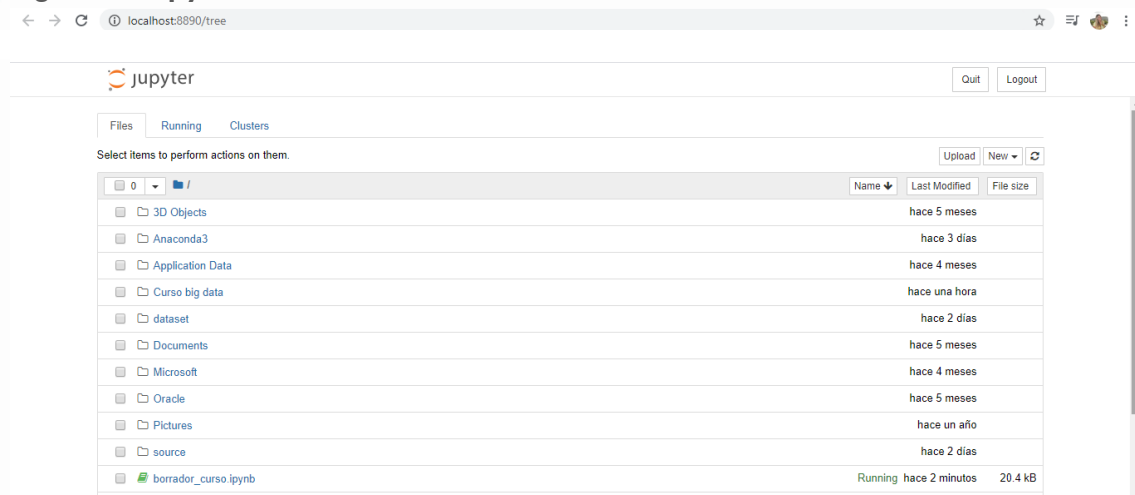 localhost:8890/tree
jupyter
Quit Logout
Files Running Clusters
Select items to perform actions on them.
Upload New
0 / Name Last Modified File size
3D Objects hace 5 meses
Anaconda3 hace 3 días
Application Data hace 4 meses
Curso big data hace una hora
dataset hace 2 días
Documents hace 5 meses
Microsoft hace 4 meses
Oracle hace 5 meses
Pictures hace un año
source hace 2 días
borrador_curso.ipynb Running hace 2 minutos 20.4 kB